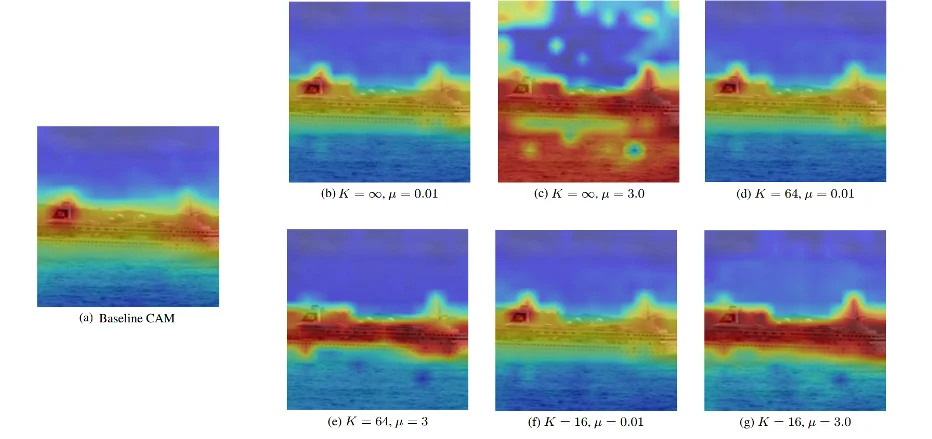 (b) K = ∞, μ = 0.01
(c) K = ∞, μ = 3.0
(d) K = 64, μ = 0.01
(a) Baseline CAM
(e) K = 64, μ = 3
(f) K = 16, μ = 0.01
(g) K = 16, μ = 3.0